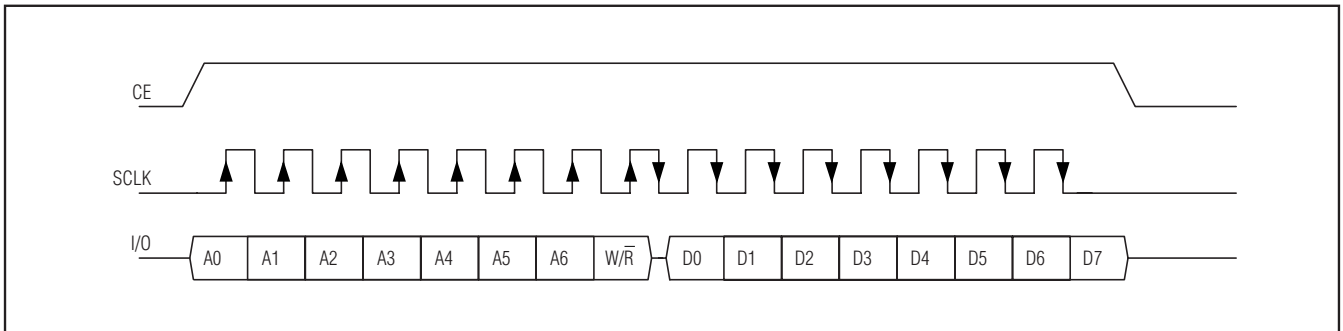 CE
SCLK
I/O
A0 A1 A2 A3 A4 A5 A6 W/R̅ D0 D1 D2 D3 D4 D5 D6 D7